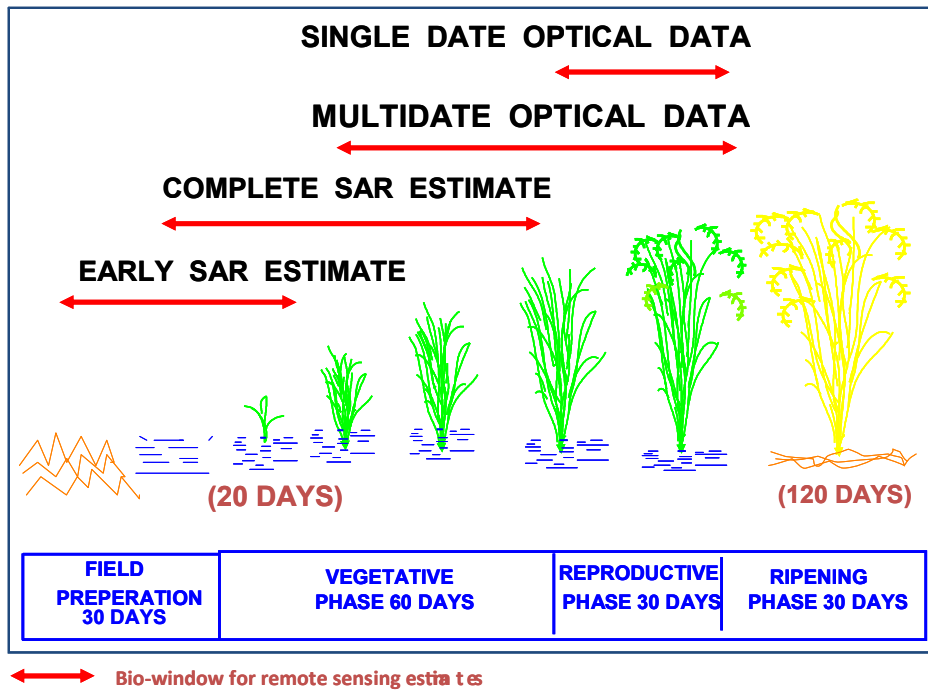 SINGLE DATE OPTICAL DATA
MULTIDATE OPTICAL DATA
COMPLETE SAR ESTIMATE
EARLY SAR ESTIMATE
(20 DAYS)
(120 DAYS)
FIELD
PREPERATION
30 DAYS
VEGETATIVE
PHASE 60 DAYS
REPRODUCTIVE
PHASE 30 DAYS
RIPENING
PHASE 30 DAYS
Bio-window for remote sensing estimates